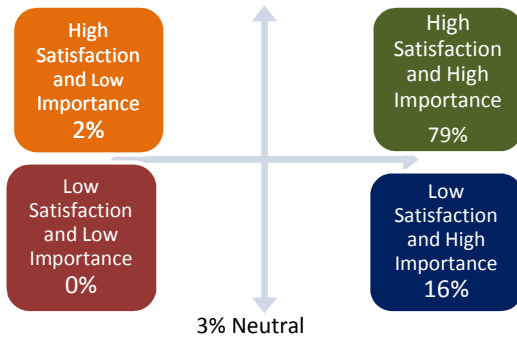 High
Satisfaction
and Low
Importance
2%
High
Satisfaction
and High
Importance
79%
Low
Satisfaction
and Low
Importance
0%
Low
Satisfaction
and High
Importance
16%
3% Neutral